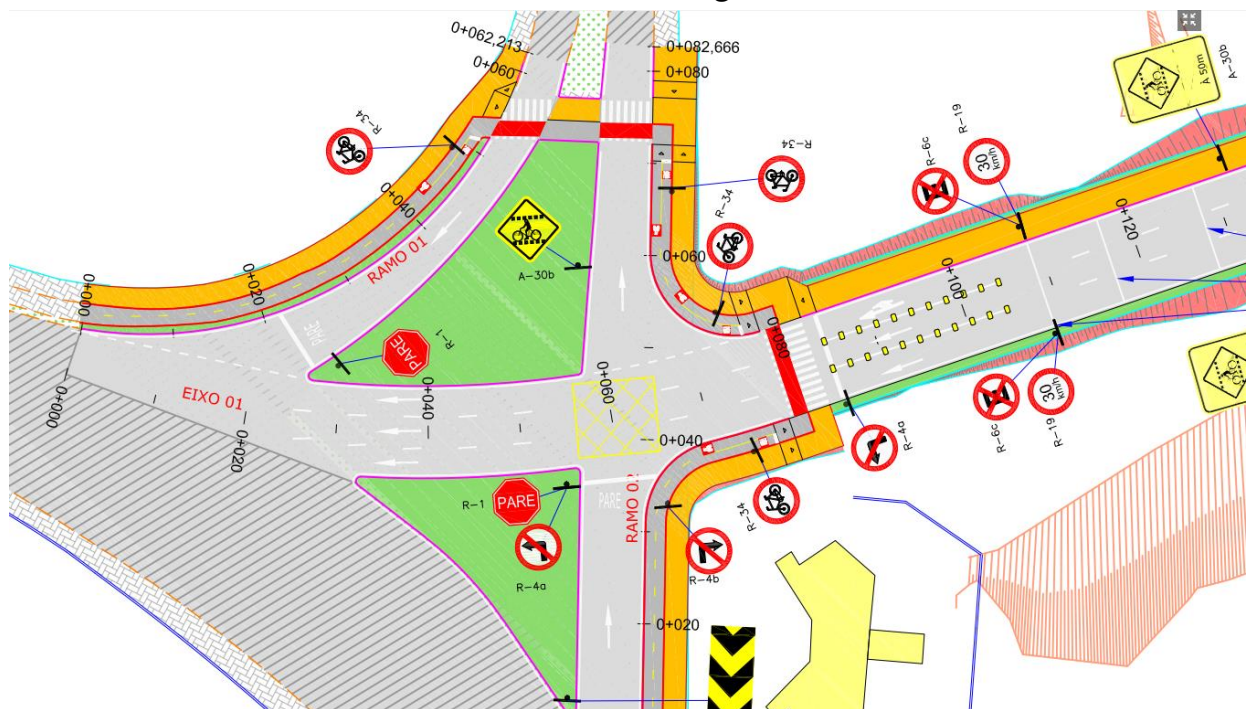 0+062,213
0+060
0+082,666
0+080
R-34
R-34
R-34
R-19
R-6c
30
km/h
À 50m
A-30b
0+040
RAMO 01
0+020
0+000
A-30b
0+060
0+120
0+100
0+080
PARE
PARE
R-1
EIXO 01
0+000
0+020
0+040
0+060
0+040
R-6c
30
km/h
R-19
R-4a
R-1
PARE
PARE
RAMO 02
R-34
R-4a
R-4b
0+020